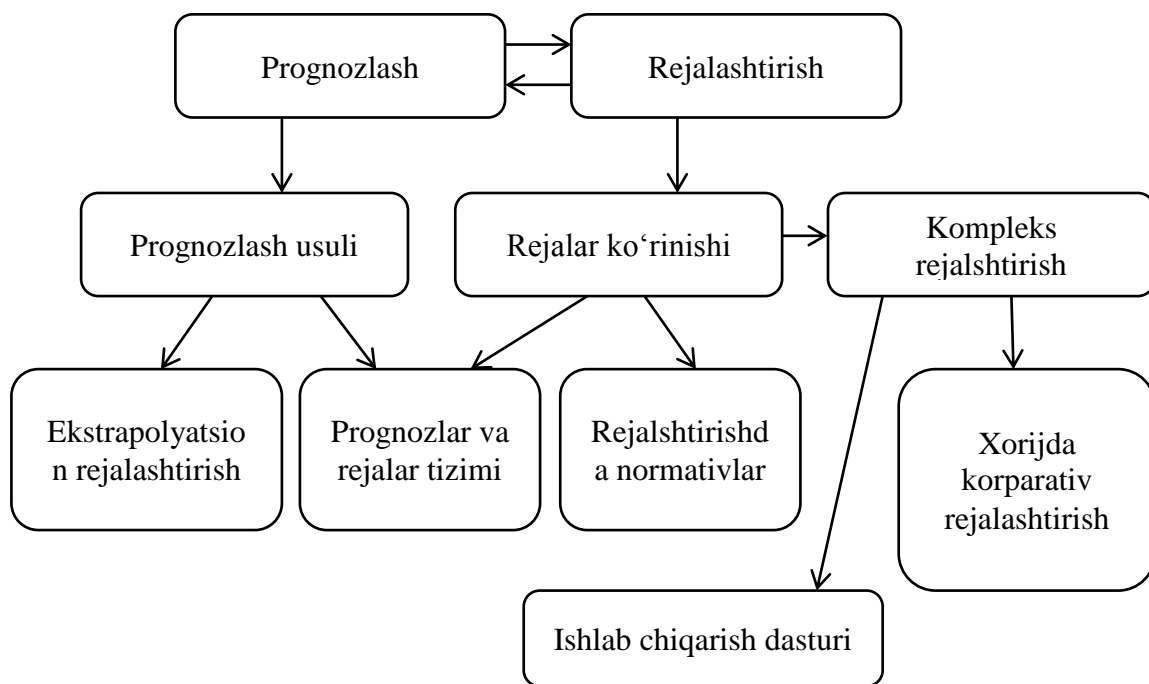 Prognozlash
Rejalashtirish
Prognozlash usuli
Rejalar ko‘rinishi
Kompleks
rejalshtirish
Ekstrapolyatsio
n rejalashtirish
Prognozlar va
rejalar tizimi
Rejalshtirishd
a normativlar
Xorijda
korparativ
rejalashtirish
Ishlab chiqarish dasturi